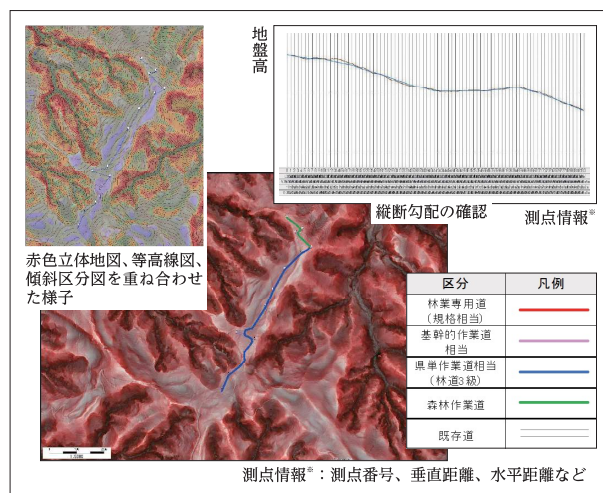 地盤高
縦断勾配の確認
測点情報※
赤色立体地図、等高線図、
傾斜区分図を重ね合わせ
た様子
区分
凡例
林業専用道
(規格相当)
基幹的作業道
相当
県単作業道相当
(林道3級)
森林作業道
既存道
測点情報※：測点番号、垂直距離、水平距離など